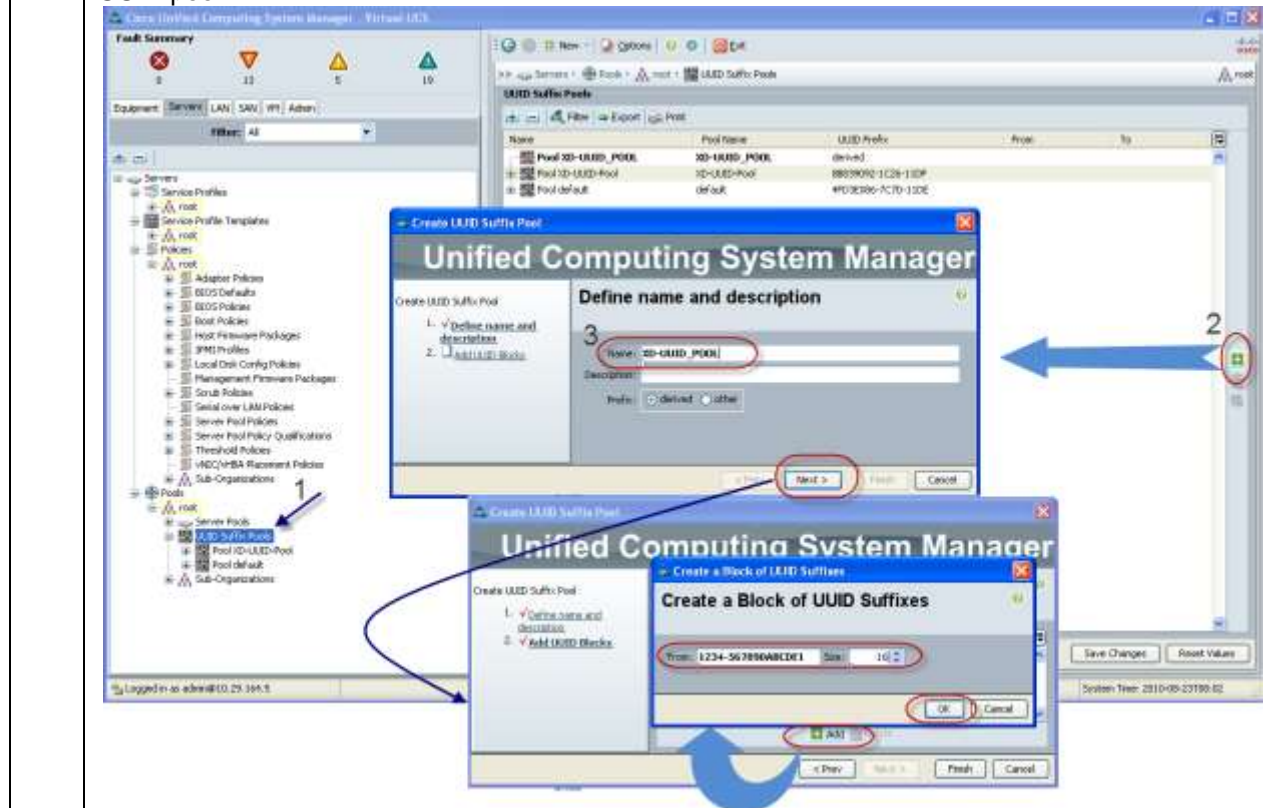 Cisco Unified Computing System Manager - Virtual UCS
Fault Summary
0 13 5 19
Equipment Servers LAN SAN VM Admin
Filter: All
Servers
Service Profiles
root
Service Profile Templates
root
Policies
root
Adapter Policies
BIOS Defaults
BIOS Policies
Boot Policies
Host Firmware Packages
IPMI Profiles
Local Disk Config Policies
Management Firmware Packages
Scrub Policies
Serial over LAN Policies
Server Pool Policies
Server Pool Policy Qualifications
Threshold Policies
vNIC/vHBA Placement Policies
Sub-Organizations
Pools
1
root
Server Pools
UUID Suffix Pools
Pool XD-UUID-Pool
Pool default
Sub-Organizations
Logged in as admin@10.29.164.5
New Options Exit
>> Servers Pools root UUID Suffix Pools
root
UUID Suffix Pools
Filter Export Print
Name Pool Name UUID Prefix From To
Pool XD-UUID_POOL XD-UUID_POOL derived
Pool XD-UUID-Pool XD-UUID-Pool
Pool default default
2
Create UUID Suffix Pool
Unified Computing System Manager
Create UUID Suffix Pool
1. √ Define name and
description
2. Add UUID Blocks
Define name and description
3
Name: XD-UUID_POOL
Description:
Prefix: derived other
< Prev Next > Finish Cancel
Create UUID Suffix Pool
Unified Computing System Manager
Create UUID Suffix Pool
1. √ Define name and
description
2. √ Add UUID Blocks
Create a Block of UUID Suffixes
Create a Block of UUID Suffixes
From: 1234-567890ABCDE1 Size: 16
OK Cancel
Add
< Prev Next > Finish Cancel
Save Changes Reset Values